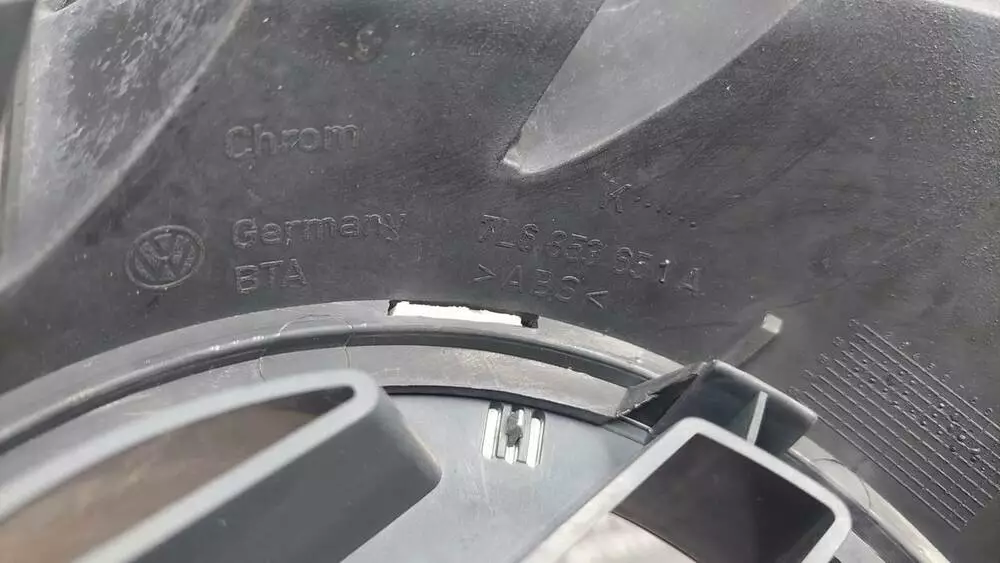 Chrom
Germany
BTA
7L6 853 651 A
>ABS<